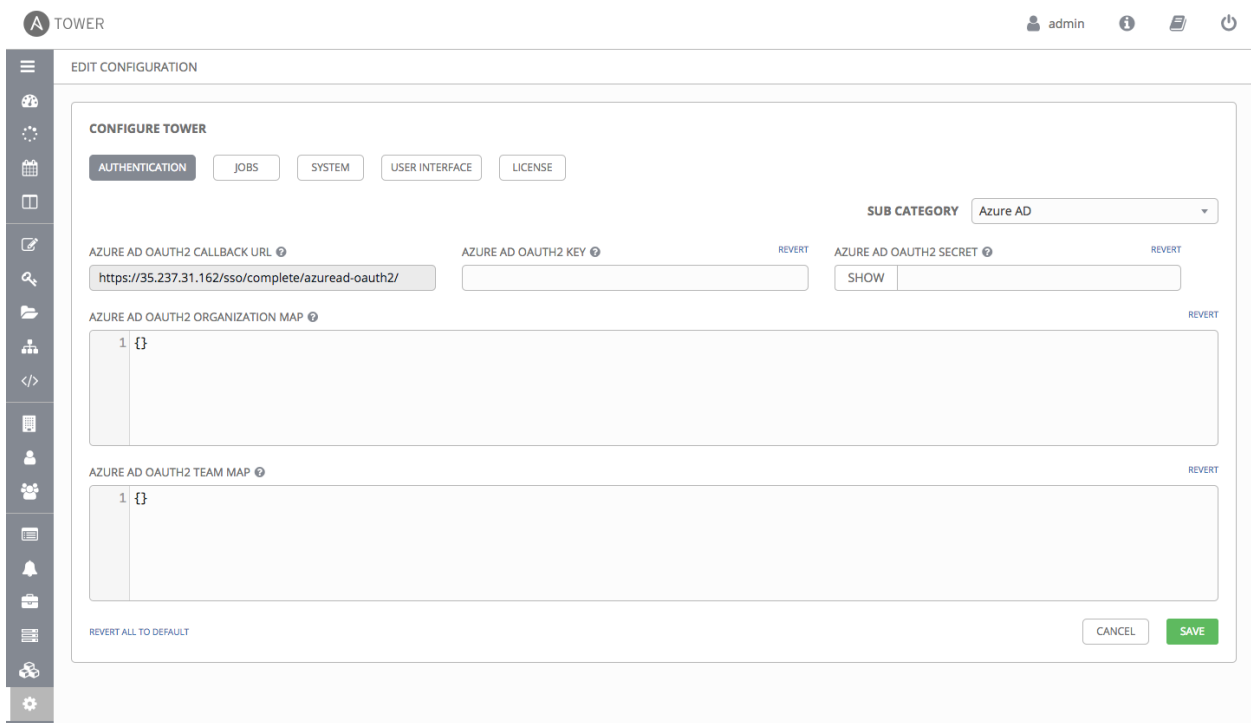 TOWER
admin
EDIT CONFIGURATION
CONFIGURE TOWER
AUTHENTICATION JOBS SYSTEM USER INTERFACE LICENSE
SUB CATEGORY Azure AD
AZURE AD OAUTH2 CALLBACK URL AZURE AD OAUTH2 KEY REVERT AZURE AD OAUTH2 SECRET REVERT
https://35.237.31.162/sso/complete/azuread-oauth2/ SHOW
AZURE AD OAUTH2 ORGANIZATION MAP REVERT
1 {}
AZURE AD OAUTH2 TEAM MAP REVERT
1 {}
REVERT ALL TO DEFAULT CANCEL SAVE